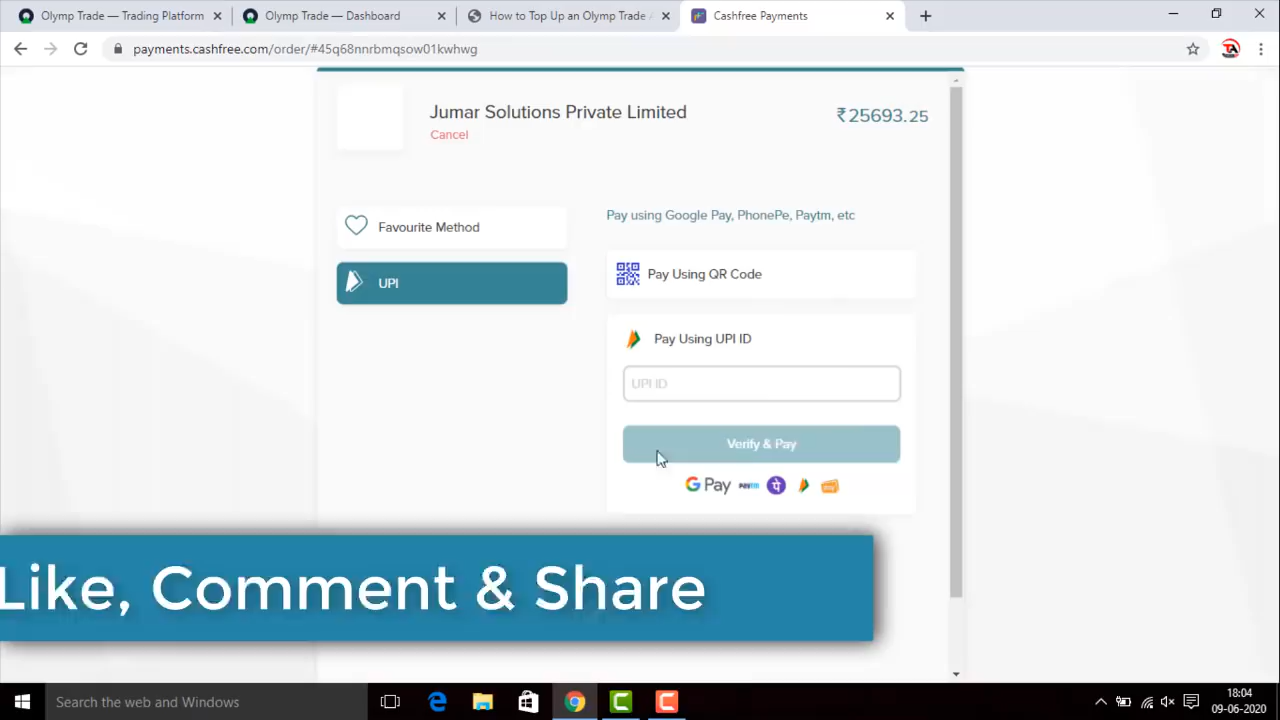 Olymp Trade — Trading Platform
Olymp Trade — Dashboard
How to Top Up an Olymp Trade
Cashfree Payments
payments.cashfree.com/order/#45q68nnrbmqsow01kwhwg
Jumar Solutions Private Limited
₹25693.25
Cancel
Favourite Method
UPI
Pay using Google Pay, PhonePe, Paytm, etc
Pay Using QR Code
Pay Using UPI ID
UPI ID
Verify & Pay
G Pay Paytm पे
Like, Comment & Share
Search the web and Windows
18:04
09-06-2020